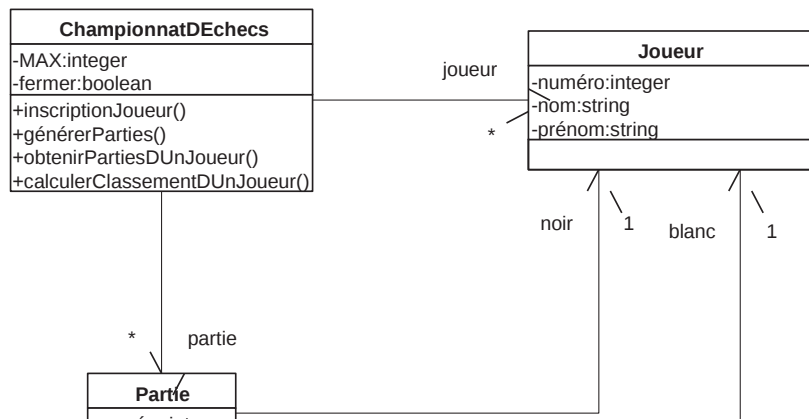 ChampionnatDEchecs
-MAX:integer
-fermer:boolean
+inscriptionJoueur()
+générerParties()
+obtenirPartiesDUnJoueur()
+calculerClassementDUnJoueur()
joueur
*
Joueur
-numéro:integer
-nom:string
-prénom:string
noir
1
blanc
1
*
partie
Partie